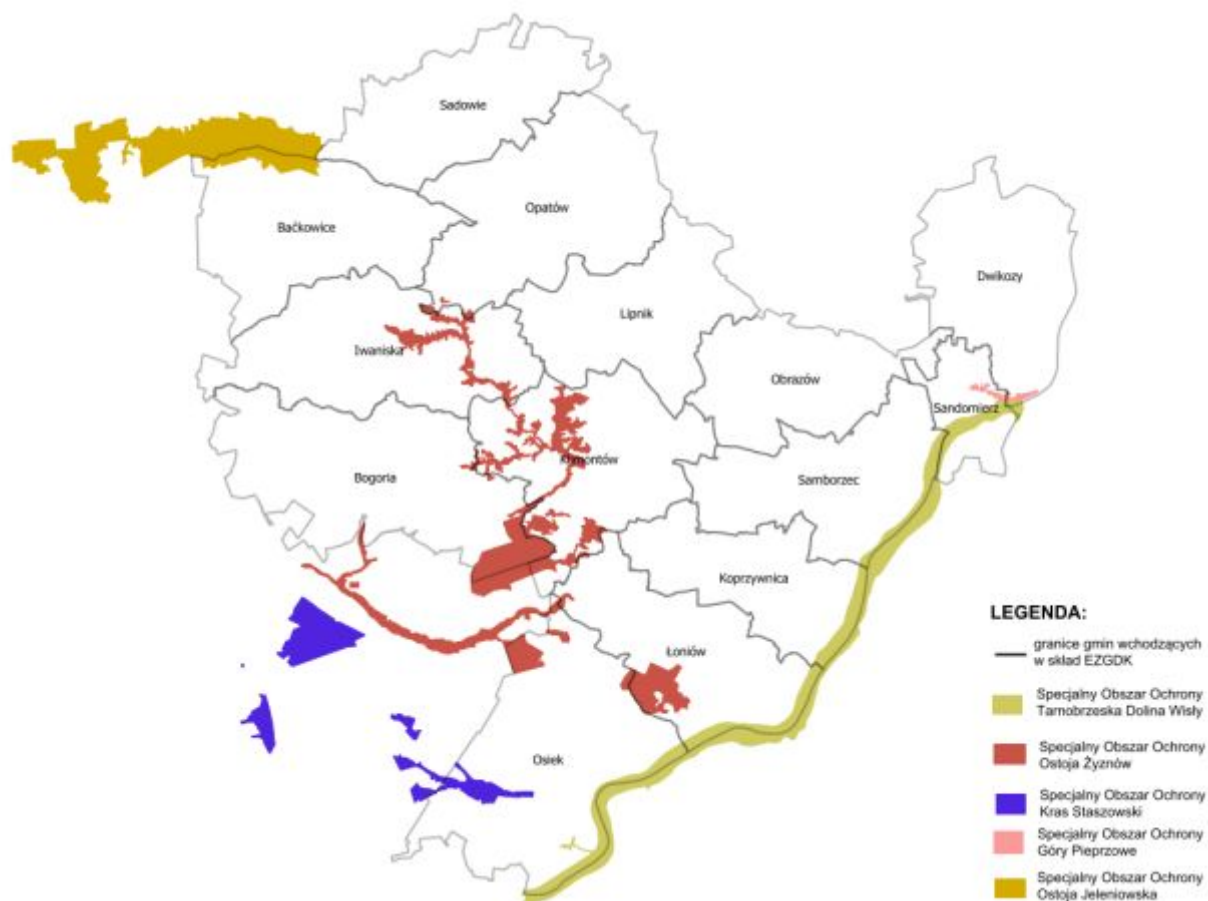 Sadowie
Opatów
Baćkowice
Dwikozy
Lipnik
Iwaniska
Obrazów
Sandomierz
Klimontów
Bogoria
Samborzec
Koprzywnica
Łoniów
Osiek
LEGENDA:
granice gmin wchodzących
w skład EZGDK
Specjalny Obszar Ochrony
Tarnobrzeska Dolina Wisły
Specjalny Obszar Ochrony
Ostoja Żyznów
Specjalny Obszar Ochrony
Kras Staszowski
Specjalny Obszar Ochrony
Góry Pieprzowe
Specjalny Obszar Ochrony
Ostoja Jeleniowska